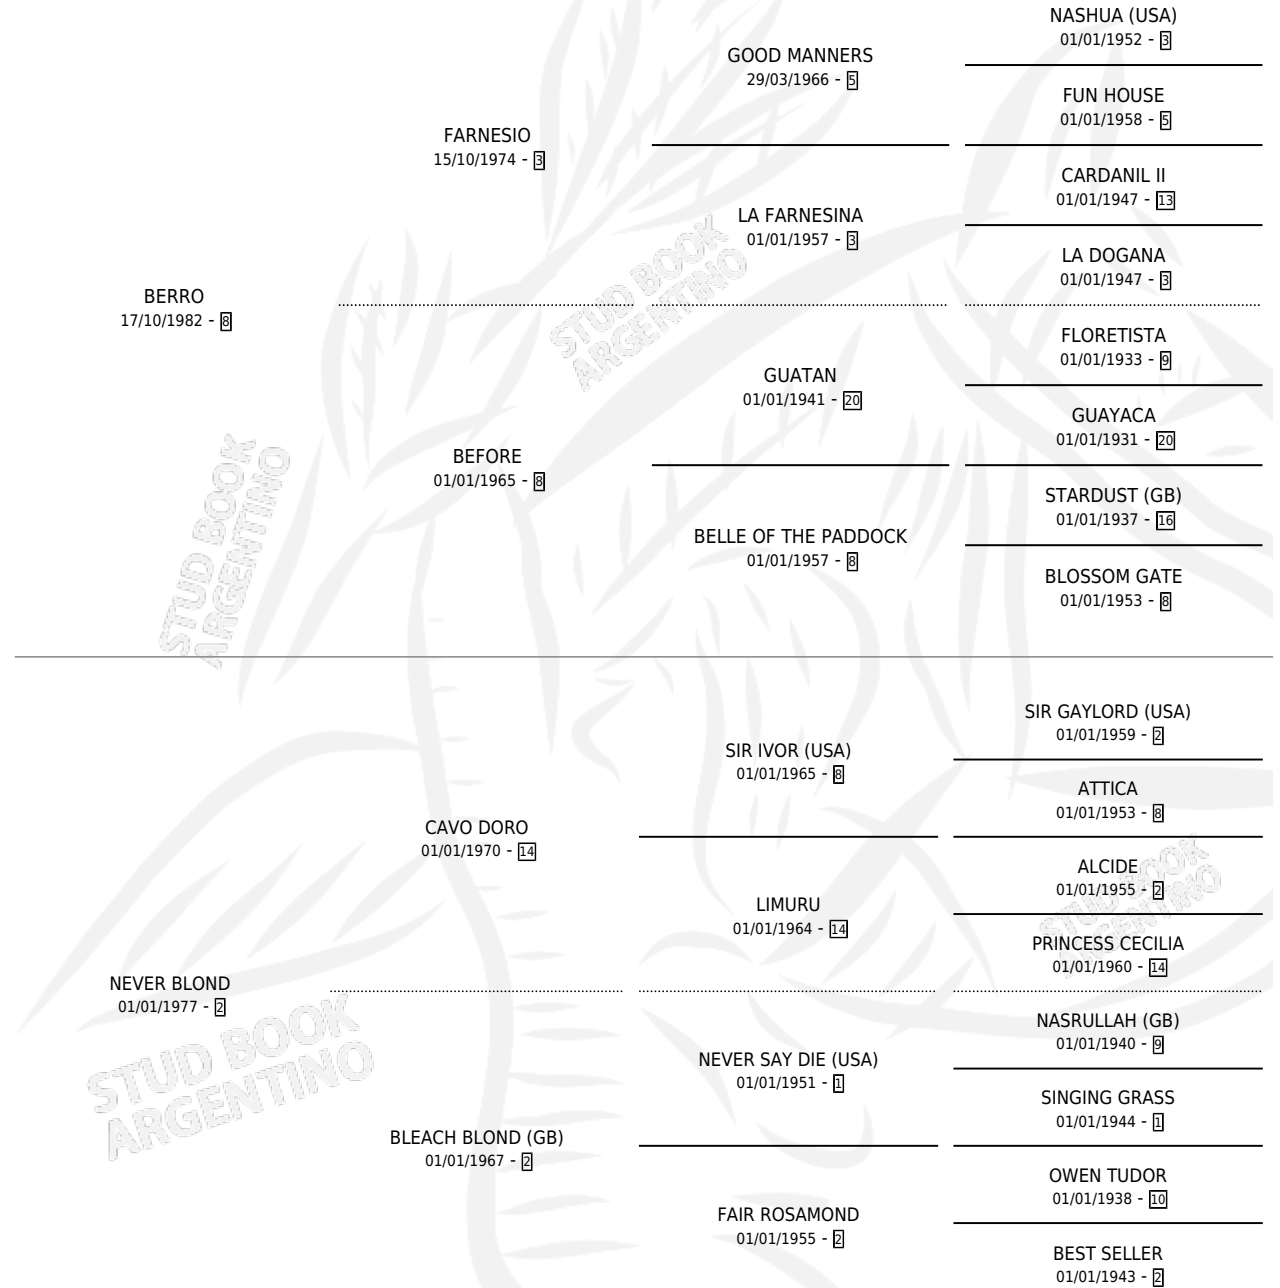 NASHUA (USA)
01/01/1952 - 3
GOOD MANNERS
29/03/1966 - 5
FUN HOUSE
01/01/1958 - 5
FARNESIO
15/10/1974 - 3
CARDANIL II
01/01/1947 - 13
LA FARNESINA
01/01/1957 - 3
LA DOGANA
01/01/1947 - 3
BERRO
17/10/1982 - 8
FLORETISTA
01/01/1933 - 9
GUATAN
01/01/1941 - 20
GUAYACA
01/01/1931 - 20
BEFORE
01/01/1965 - 8
STARDUST (GB)
01/01/1937 - 16
BELLE OF THE PADDOCK
01/01/1957 - 8
BLOSSOM GATE
01/01/1953 - 8
SIR GAYLORD (USA)
01/01/1959 - 2
SIR IVOR (USA)
01/01/1965 - 8
ATTICA
01/01/1953 - 8
CAVO DORO
01/01/1970 - 14
ALCIDE
01/01/1955 - 2
LIMURU
01/01/1964 - 14
PRINCESS CECILIA
01/01/1960 - 14
NEVER BLOND
01/01/1977 - 2
NASRULLAH (GB)
01/01/1940 - 9
NEVER SAY DIE (USA)
01/01/1951 - 1
SINGING GRASS
01/01/1944 - 1
BLEACH BLOND (GB)
01/01/1967 - 2
OWEN TUDOR
01/01/1938 - 10
FAIR ROSAMOND
01/01/1955 - 2
BEST SELLER
01/01/1943 - 2
STUD BOOK
ARGENTINO
STUD BOOK
ARGENTINO
STUD BOOK
ARGENTINO
STUD BOOK
ARGENTINO